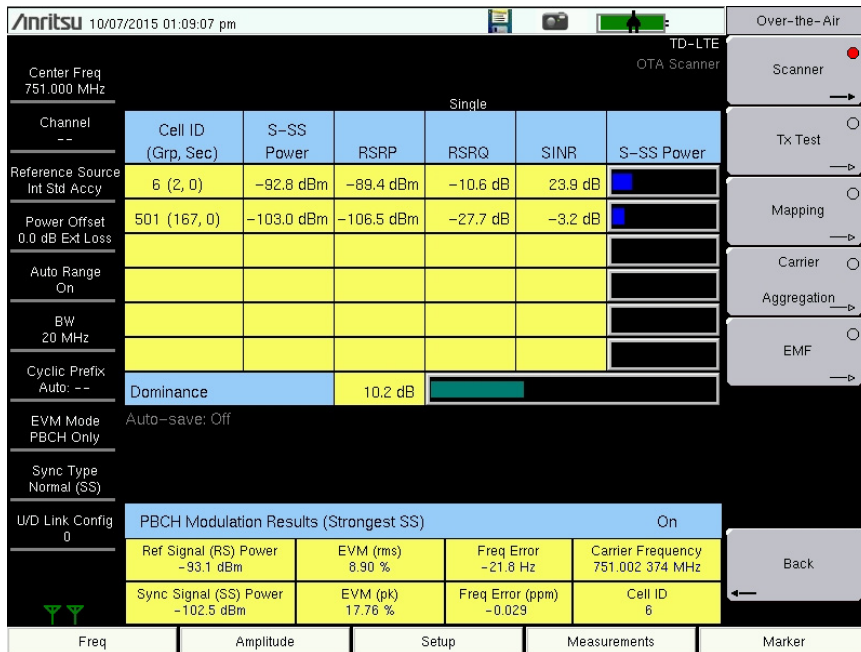 Anritsu 10/07/2015 01:09:07 pm
TD-LTE
OTA Scanner
Center Freq
751.000 MHz
Channel
--
Reference Source
Int Std Accy
Power Offset
0.0 dB Ext Loss
Auto Range
On
BW
20 MHz
Cyclic Prefix
Auto: --
EVM Mode
PBCH Only
Sync Type
Normal (SS)
U/D Link Config
0
Single
Cell ID (Grp, Sec) S-SS Power RSRP RSRQ SINR S-SS Power
6 (2, 0) -92.8 dBm -89.4 dBm -10.6 dB 23.9 dB
501 (167, 0) -103.0 dBm -106.5 dBm -27.7 dB -3.2 dB
Dominance 10.2 dB
Auto-save: Off
PBCH Modulation Results (Strongest SS) On
Ref Signal (RS) Power EVM (rms) Freq Error Carrier Frequency
-93.1 dBm 8.90 % -21.8 Hz 751.002 374 MHz
Sync Signal (SS) Power EVM (pk) Freq Error (ppm) Cell ID
-102.5 dBm 17.76 % -0.029 6
Over-the-Air
Scanner
Tx Test
Mapping
Carrier
Aggregation
EMF
Back
Freq Amplitude Setup Measurements Marker